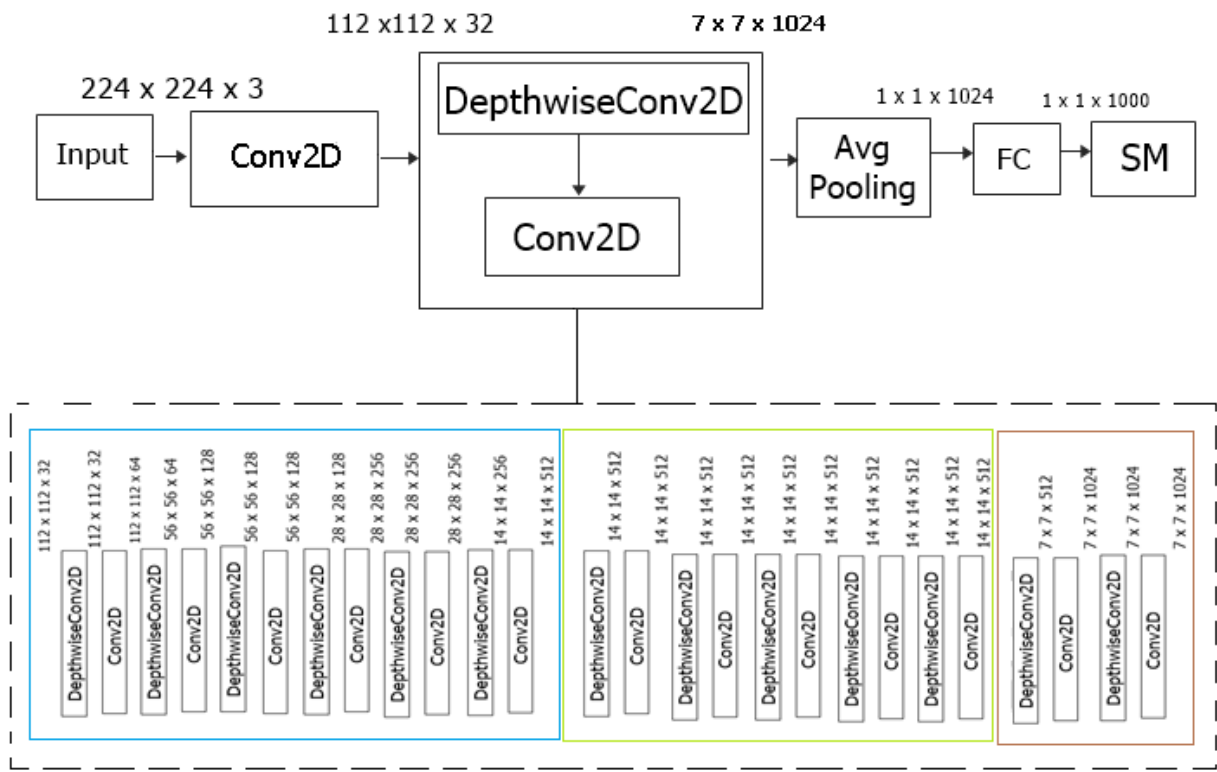 112 x112 x 32
7 x 7 x 1024
224 x 224 x 3
DepthwiseConv2D
1 x 1 x 1024
1 x 1 x 1000
Input
Conv2D
Avg
Pooling
FC
SM
Conv2D
112 x 112 x 32
DepthwiseConv2D
112 x 112 x 32
Conv2D
112 x 112 x 64
DepthwiseConv2D
56 x 56 x 64
Conv2D
56 x 56 x 128
DepthwiseConv2D
56 x 56 x 128
Conv2D
56 x 56 x 128
DepthwiseConv2D
28 x 28 x 128
Conv2D
28 x 28 x 256
DepthwiseConv2D
28 x 28 x 256
Conv2D
28 x 28 x 256
DepthwiseConv2D
14 x 14 x 256
Conv2D
14 x 14 x 512
DepthwiseConv2D
14 x 14 x 512
Conv2D
14 x 14 x 512
DepthwiseConv2D
14 x 14 x 512
Conv2D
14 x 14 x 512
DepthwiseConv2D
14 x 14 x 512
Conv2D
14 x 14 x 512
DepthwiseConv2D
14 x 14 x 512
Conv2D
14 x 14 x 512
DepthwiseConv2D
14 x 14 x 512
Conv2D
14 x 14 x 512
DepthwiseConv2D
7 x 7 x 512
Conv2D
7 x 7 x 1024
DepthwiseConv2D
7 x 7 x 1024
Conv2D
7 x 7 x 1024